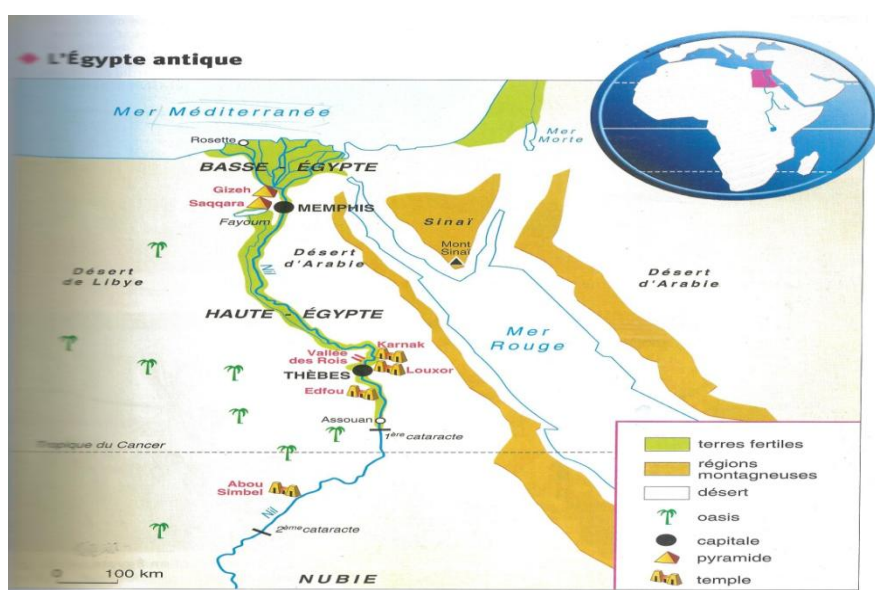 L'Égypte antique
Mer Méditerranée
Rosette
BASSE - ÉGYPTE
Gizeh
Saqqara
MEMPHIS
Fayoum
Mer
Morte
Sinaï
Mont
Sinaï
Désert
de Libye
Nil
Désert
d'Arabie
Désert
d'Arabie
HAUTE - ÉGYPTE
Mer
Rouge
Karnak
Vallée
des Rois
Louxor
THÈBES
Edfou
Assouan
1ère cataracte
Tropique du Cancer
Abou
Simbel
Nil
2ème cataracte
NUBIE
0 100 km
terres fertiles
régions
montagneuses
désert
oasis
capitale
pyramide
temple